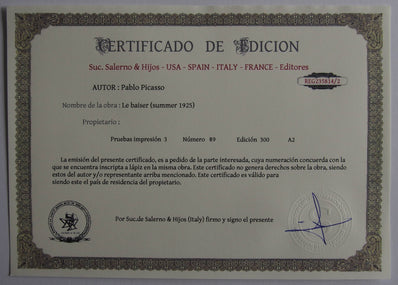 CERTIFICADO DE EDICION
Suc. Salerno & Hijos - USA - SPAIN - ITALY - FRANCE - Editores
REG235814/2
AUTOR : Pablo Picasso
Nombre de la obra : Le baiser (summer 1925)
Propietario :
Pruebas impresión 3 Número 89 Edición 300 A2
La emisión del presente certificado, es a pedido de la parte interesada, cuya numeración concuerda con la
que se encuentra inscripta a lápiz en la misma obra. Este certificado no genera derechos sobre la obra, siendo
estos del autor y/o representante arriba mencionado. Este certificado es válido para
siendo este el país de residencia del propietario.
Por Suc.de Salerno & Hijos (Italy) firmo y signo el presente